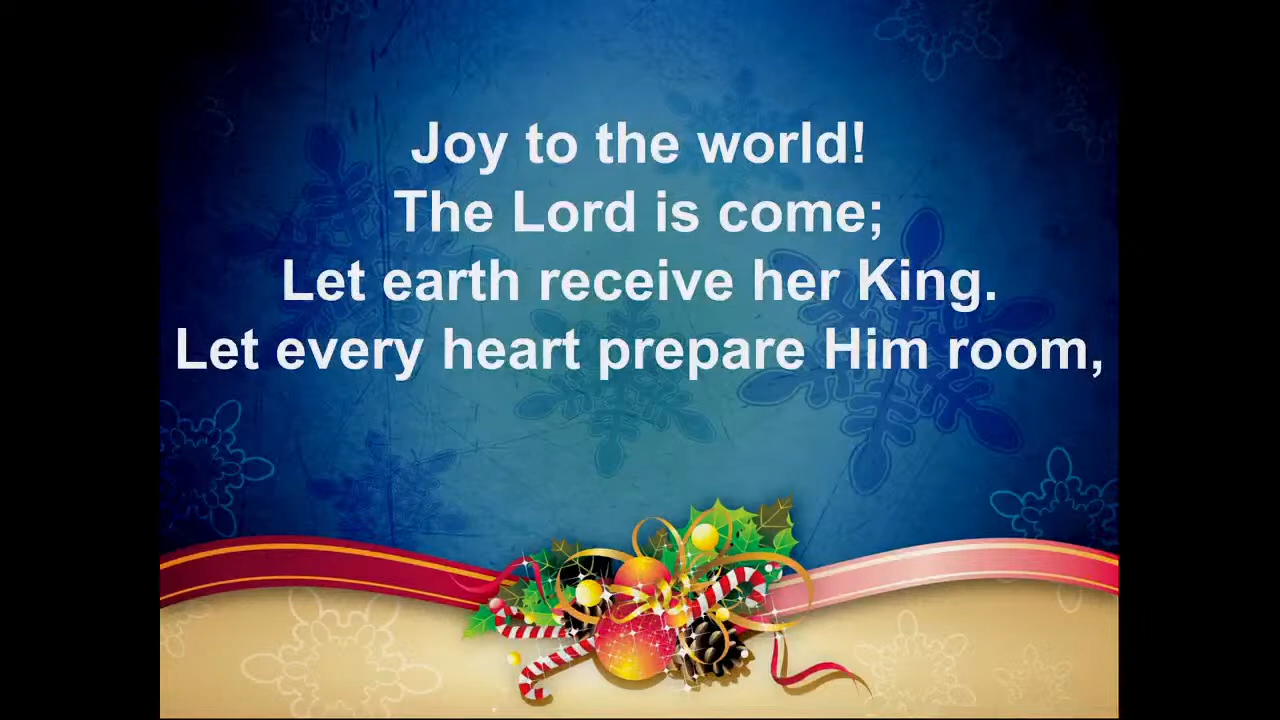 Joy to the world!
The Lord is come;
Let earth receive her King.
Let every heart prepare Him room,